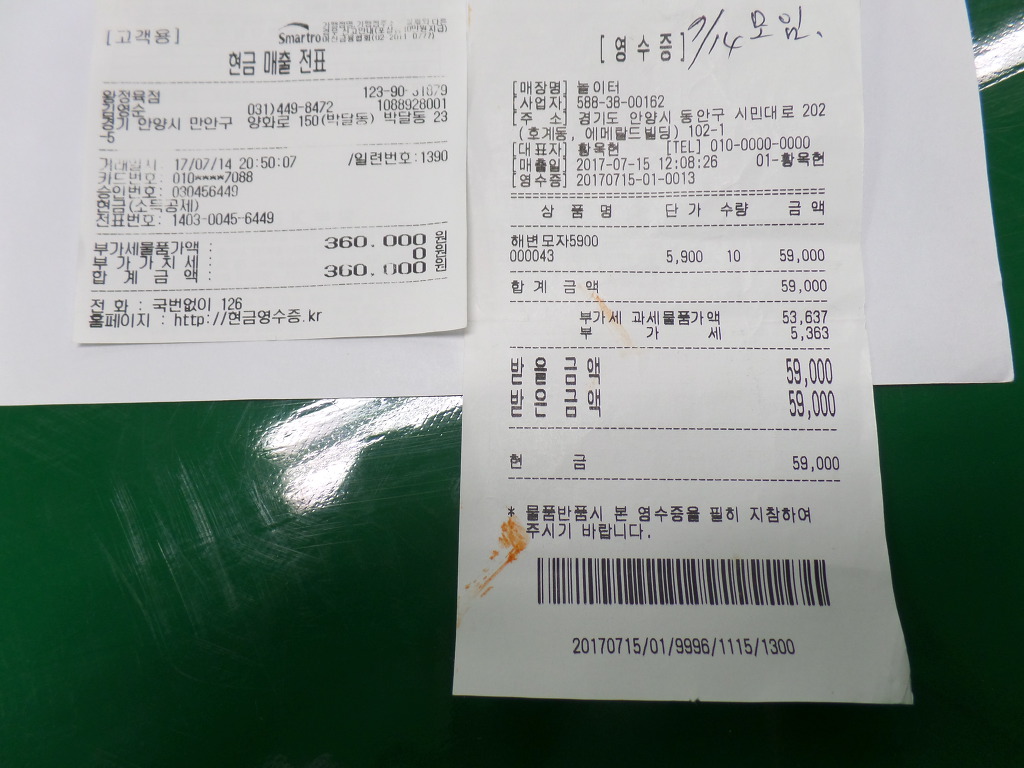 [고객용]
Smartro
현금 매출 전표
왕정육점 123-90-
김영순 031)449-8472 1088928001
경기 안양시 만안구 양화로 150(박달동) 박달동 23
-5
거래일시: 17/07/14 20:50:07 /일련번호:1390
카드번호: 010****7088
승인번호: 030456449
현금(소득공제)
전표번호: 1403-0045-6449
부가세물품가액 : 360.000 원
부가가치세 : 0 원
합계금액 : 360.000 원
전화 : 국번없이 126
홈페이지 : http://현금영수증.kr
[영수증] 7/14 모임.
[매장명] 놀이터
[사업자] 588-38-00162
[주 소] 경기도 안양시 동안구 시민대로 202
(호계동, 에메랄드빌딩) 102-1
[대표자] 황옥현 [TEL] 010-0000-0000
[매출일] 2017-07-15 12:08:26 01-황옥현
[영수증] 20170715-01-0013
상 품 명 단가 수량 금액
해변모자5900
000043 5,900 10 59,000
합계금액 59,000
부가세 과세물품가액 53,637
부 가 세 5,363
받을금액 59,000
받은금액 59,000
현 금 59,000
* 물품반품시 본 영수증을 필히 지참하여
주시기 바랍니다.
20170715/01/9996/1115/1300